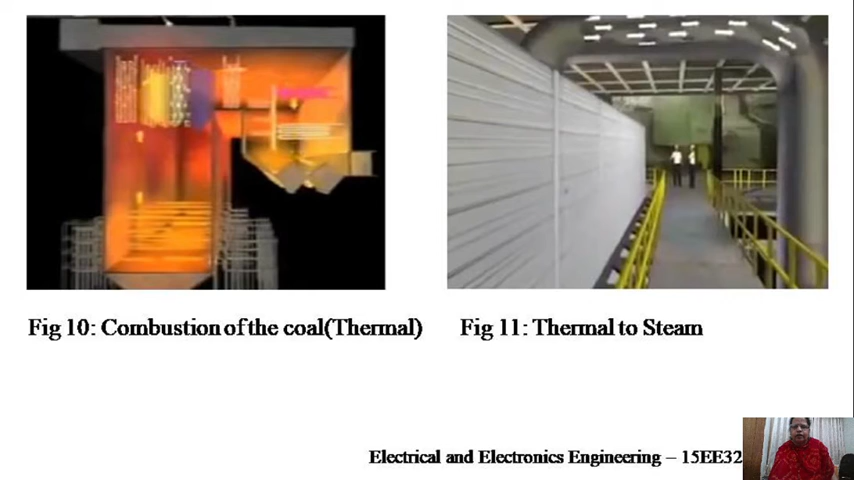 Fig 10: Combustion of the coal(Thermal)
Fig 11: Thermal to Steam
Electrical and Electronics Engineering – 15EE32